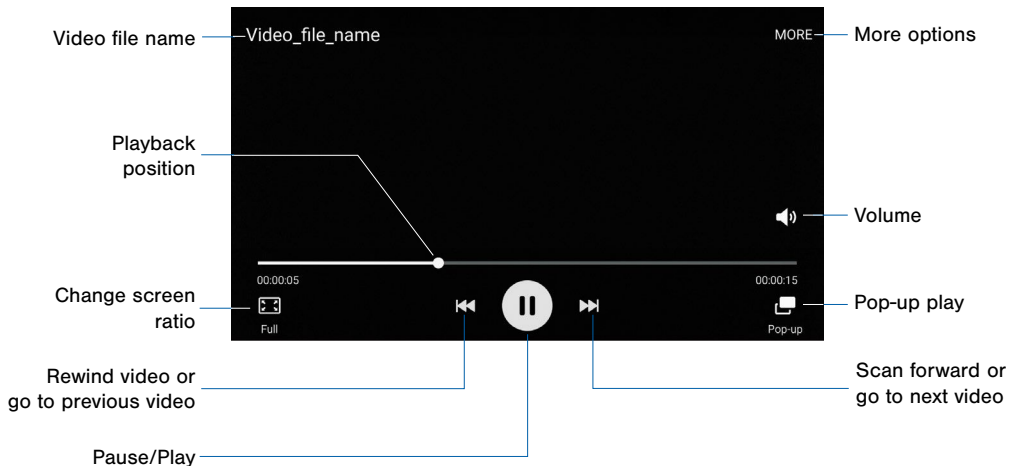 Video file name
Video_file_name
MORE
More options
Playback
position
Volume
00:00:05
00:00:15
Change screen
ratio
Full
Pop-up
Pop-up play
Rewind video or
go to previous video
Scan forward or
go to next video
Pause/Play